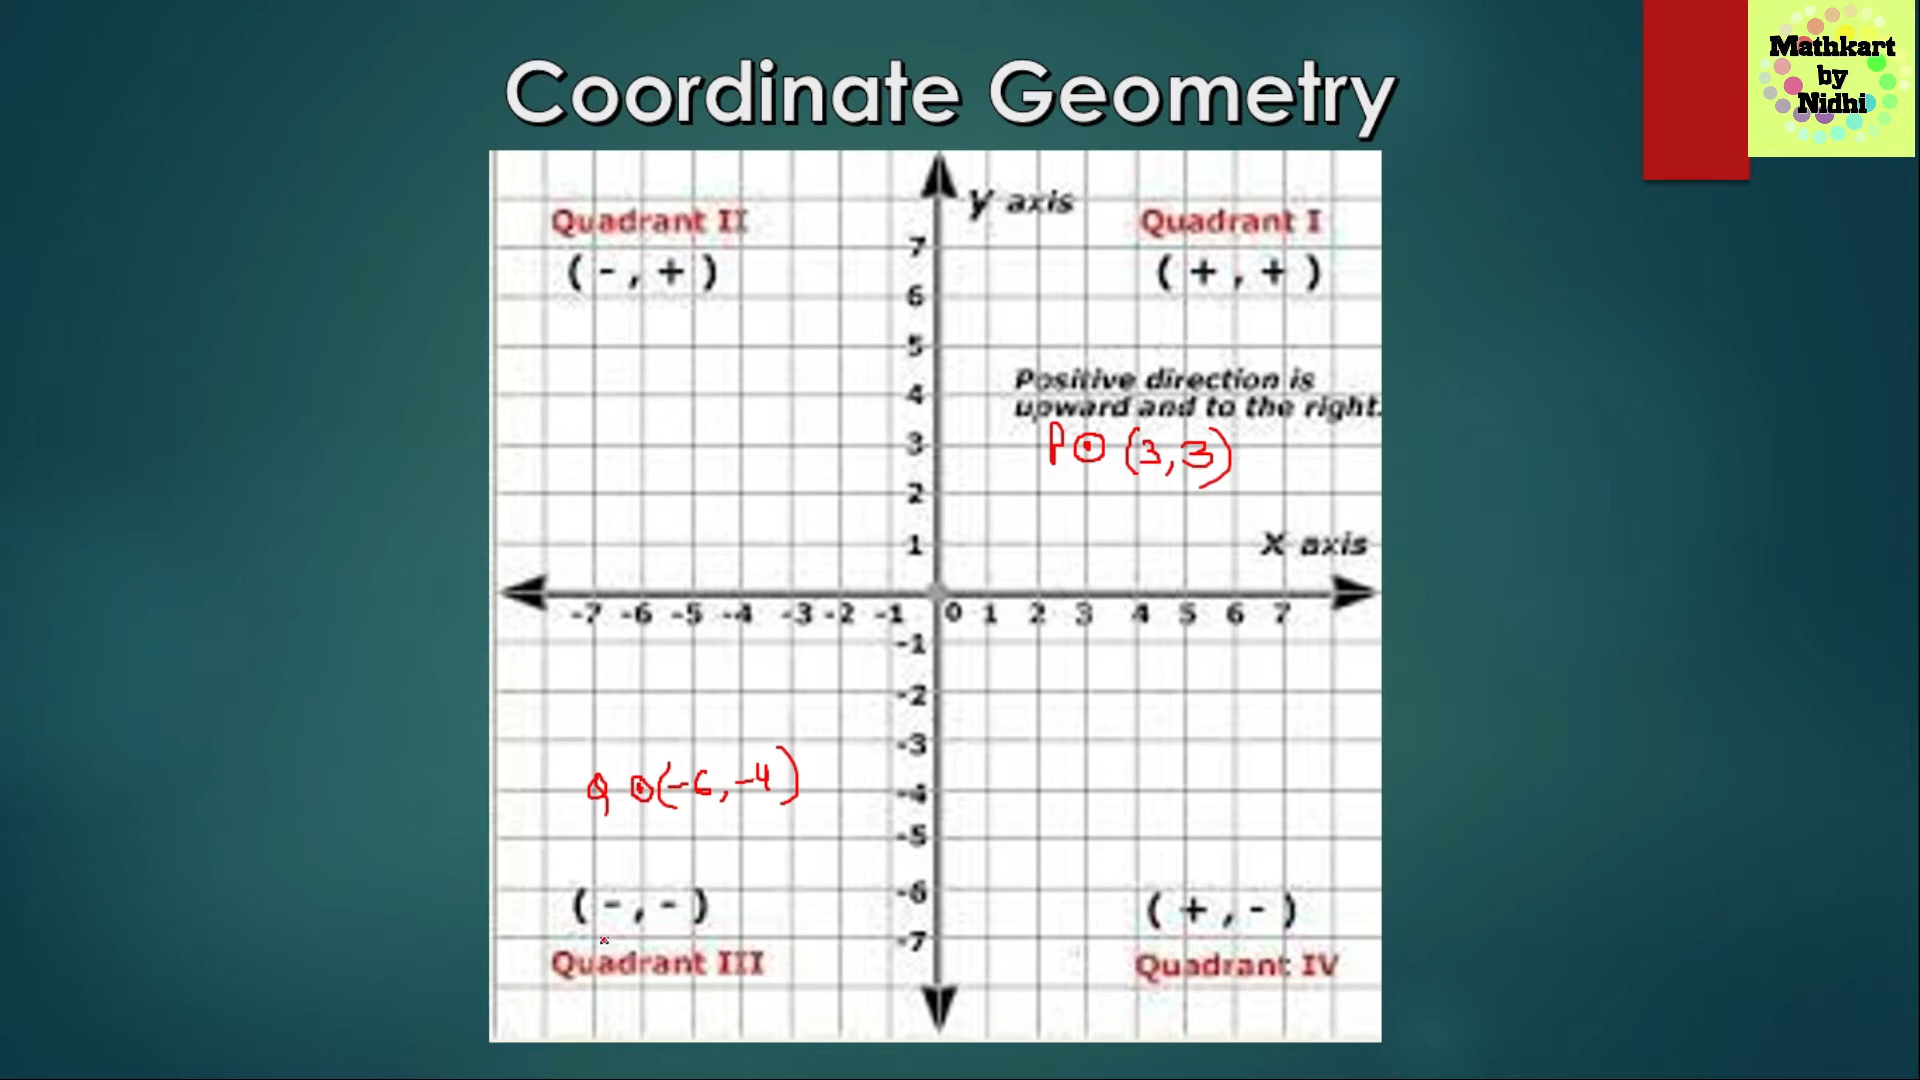 Coordinate Geometry
Mathkart
by
Nidhi
y axis
Quadrant II
Quadrant I
(-,+)
(+,+)
7
6
5
4
3
2
1
Positive direction is
upward and to the right.
P (3,3)
X axis
-7 -6 -5 -4 -3 -2 -1 0 1 2 3 4 5 6 7
-1
-2
-3
-4
-5
-6
-7
Q (-6,-4)
(-,-)
(+,-)
Quadrant III
Quadrant IV